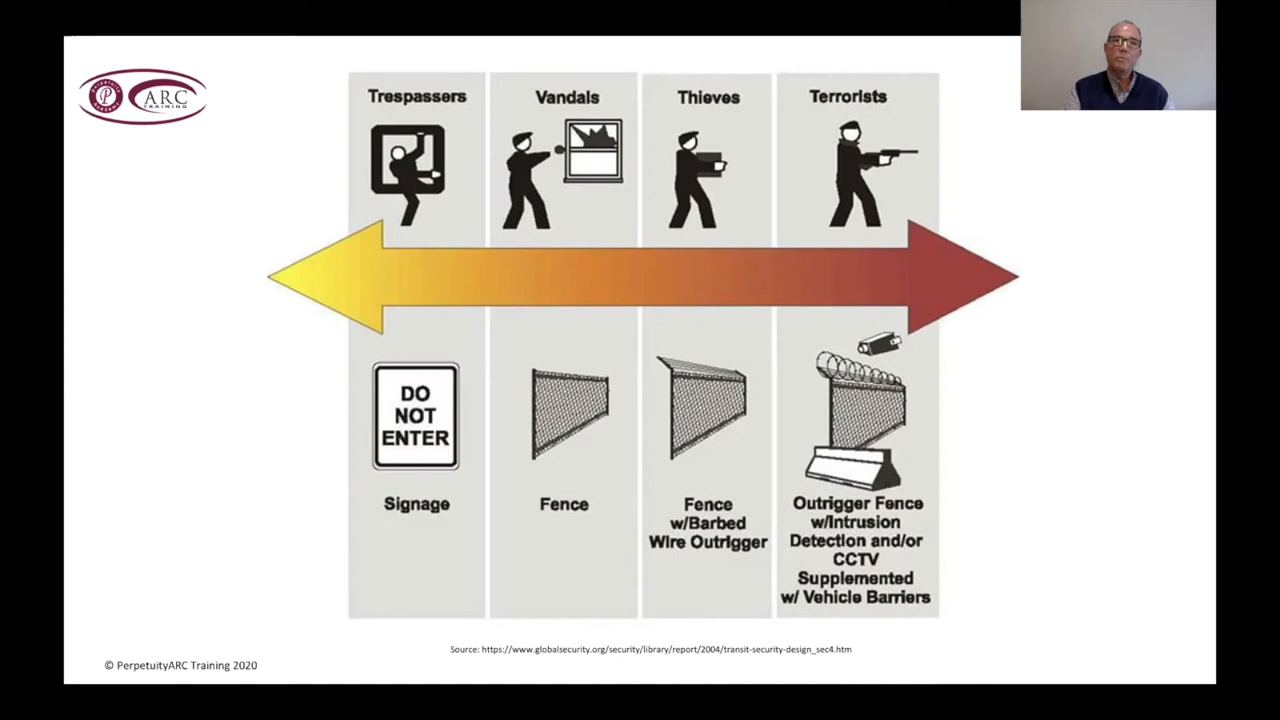 ARC
TRAINING
Trespassers
Vandals
Thieves
Terrorists
DO
NOT
ENTER
Signage
Fence
Fence
w/Barbed
Wire Outrigger
Outrigger Fence
w/Intrusion
Detection and/or
CCTV
Supplemented
w/ Vehicle Barriers
Source: https://www.globalsecurity.org/security/library/report/2004/transit-security-design_sec4.htm
© PerpetuityARC Training 2020